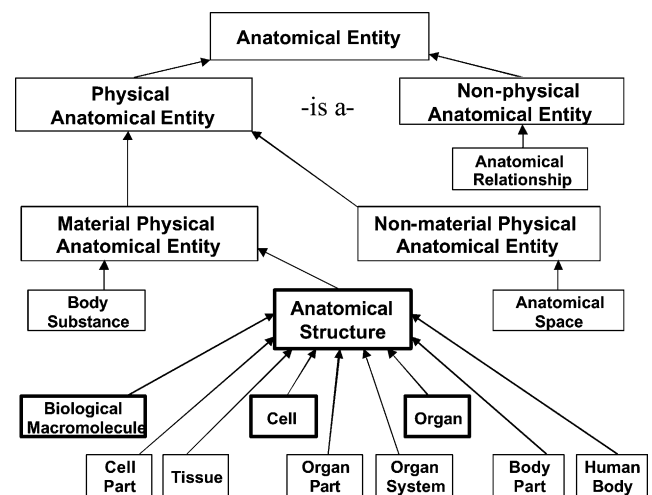 Anatomical Entity
Physical
Anatomical Entity
-is a-
Non-physical
Anatomical Entity
Anatomical
Relationship
Material Physical
Anatomical Entity
Non-material Physical
Anatomical Entity
Body
Substance
Anatomical
Structure
Anatomical
Space
Biological
Macromolecule
Cell
Organ
Cell
Part
Tissue
Organ
Part
Organ
System
Body
Part
Human
Body